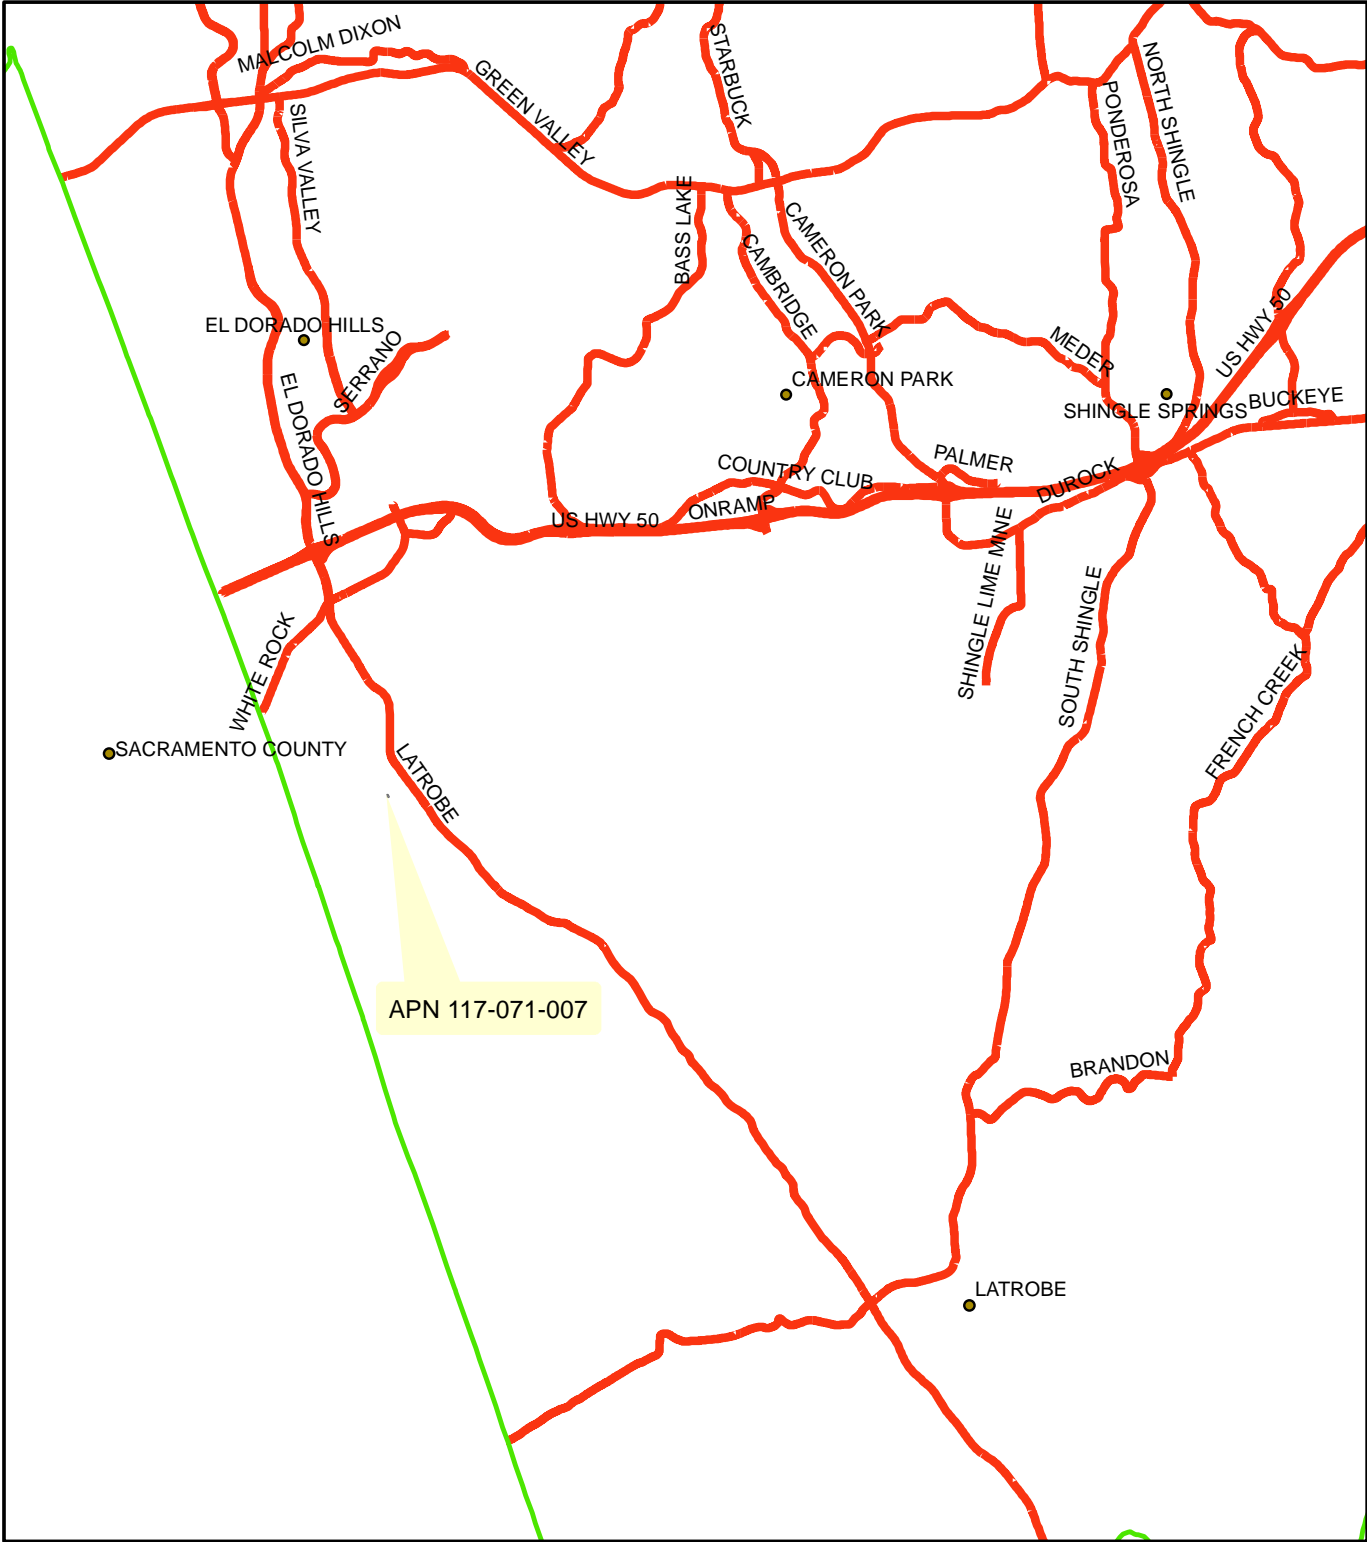 MALCOLM DIXON
STARBUCK
NORTH SHINGLE
GREEN VALLEY
PONDEROSA
SILVA VALLEY
BASS LAKE
CAMERON PARK
CAMBRIDGE
US HWY 50
EL DORADO HILLS
SERRANO
MEDER
CAMERON PARK
EL DORADO HILLS
SHINGLE SPRINGS
BUCKEYE
PALMER
COUNTRY CLUB
DUROCK
ONRAMP
US HWY 50
SHINGLE LIME MINE
SOUTH SHINGLE
WHITE ROCK
FRENCH CREEK
SACRAMENTO COUNTY
LATROBE
APN 117-071-007
BRANDON
LATROBE